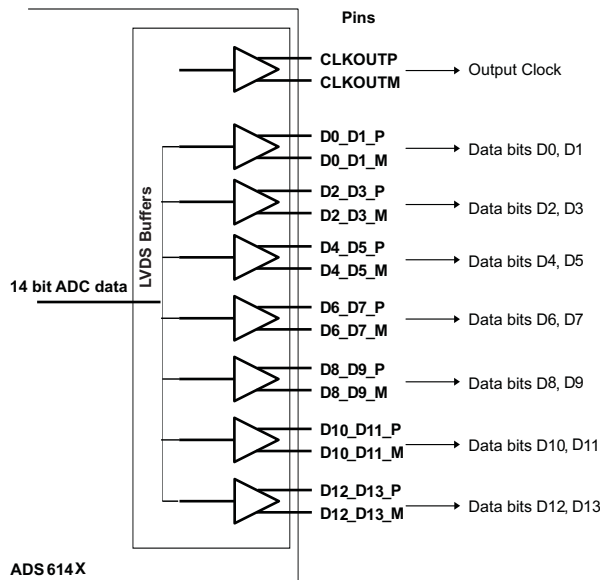 Pins
CLKOUTP
CLKOUTM
Output Clock
D0_D1_P
D0_D1_M
Data bits D0, D1
D2_D3_P
D2_D3_M
Data bits D2, D3
D4_D5_P
D4_D5_M
Data bits D4, D5
LVDS Buffers
14 bit ADC data
D6_D7_P
D6_D7_M
Data bits D6, D7
D8_D9_P
D8_D9_M
Data bits D8, D9
D10_D11_P
D10_D11_M
Data bits D10, D11
D12_D13_P
D12_D13_M
Data bits D12, D13
ADS614X